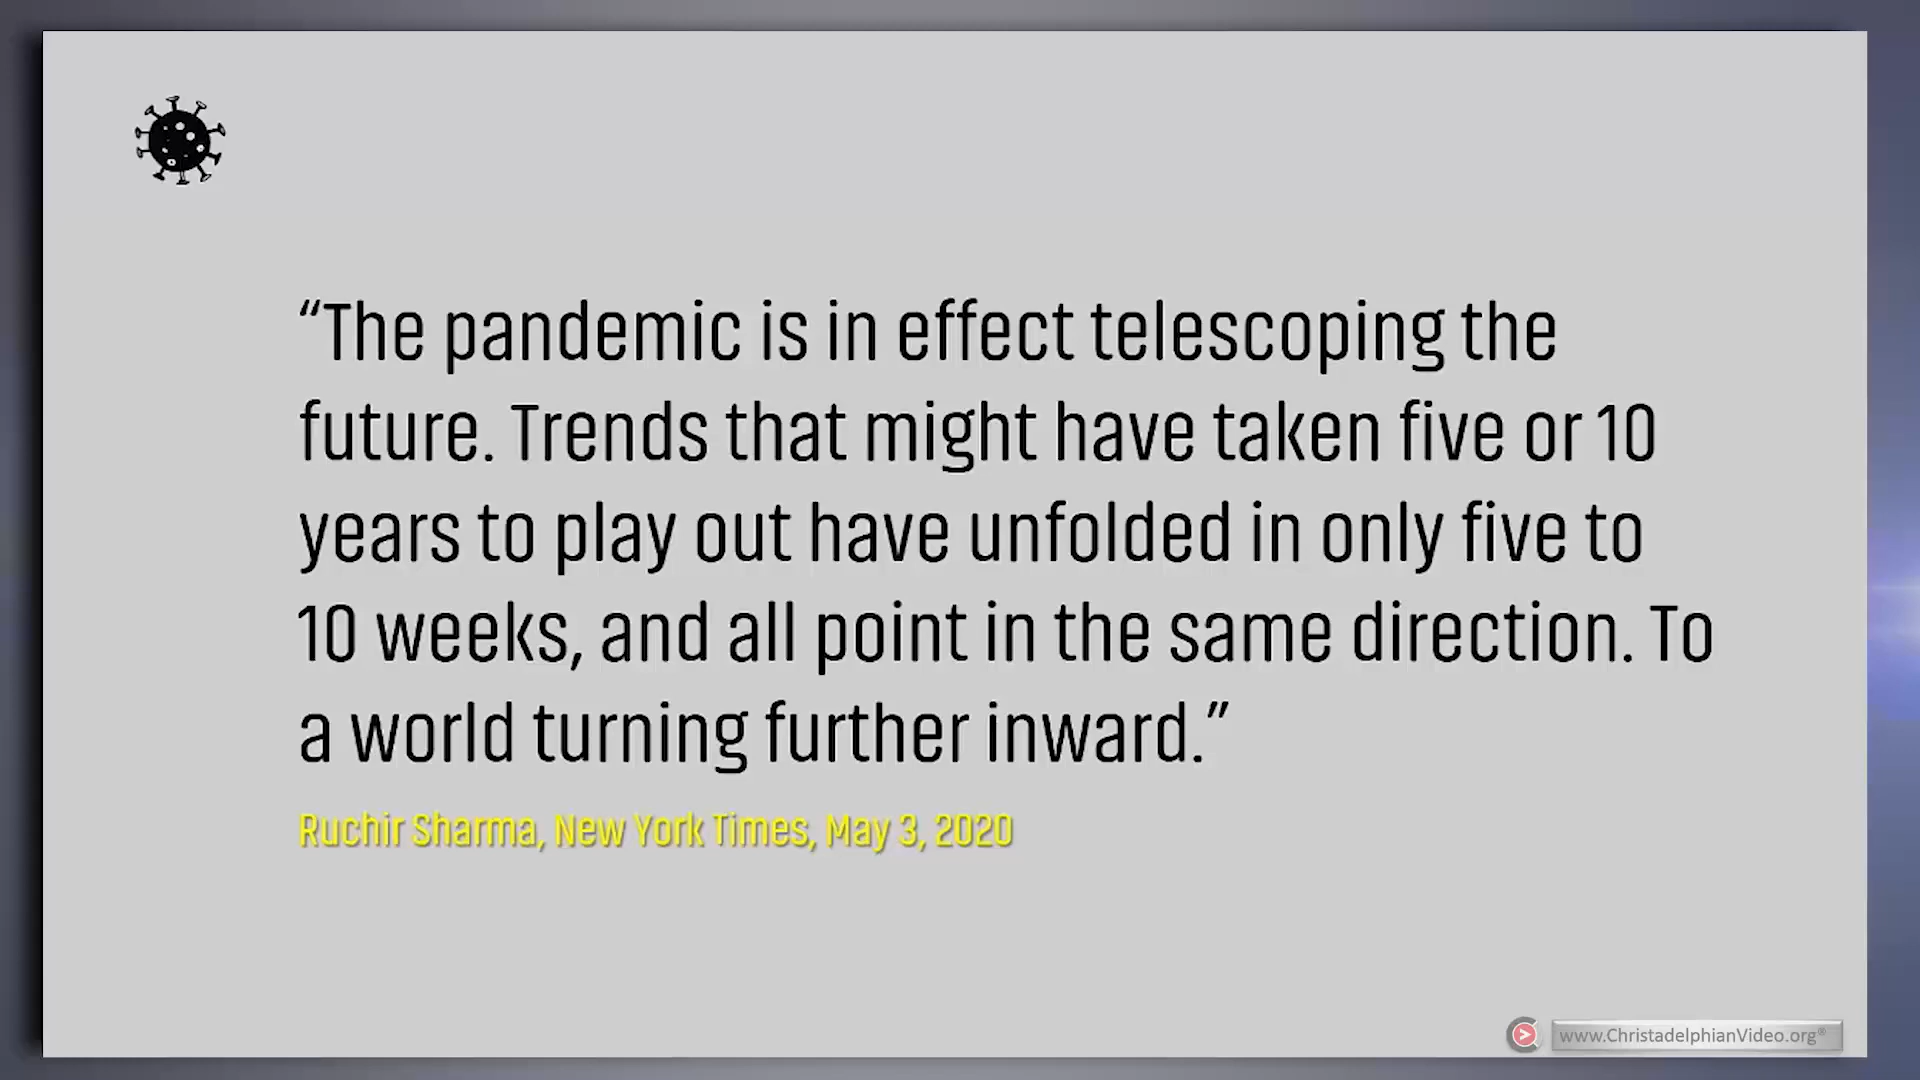 “The pandemic is in effect telescoping the
future. Trends that might have taken five or 10
years to play out have unfolded in only five to
10 weeks, and all point in the same direction. To
a world turning further inward.”
Ruchir Sharma, New York Times, May 3, 2020
www.ChristadelphianVideo.org®